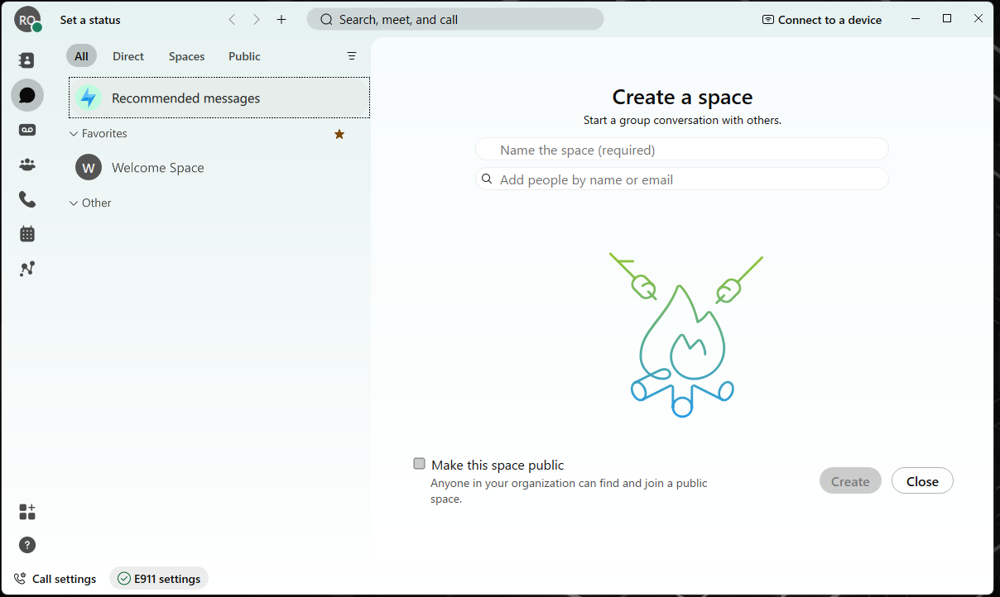 RO
Set a status
Search, meet, and call
Connect to a device
All
Direct
Spaces
Public
Recommended messages
Favorites
W
Welcome Space
Other
Create a space
Start a group conversation with others.
Name the space (required)
Add people by name or email
Make this space public
Anyone in your organization can find and join a public
space.
Create
Close
?
Call settings
E911 settings